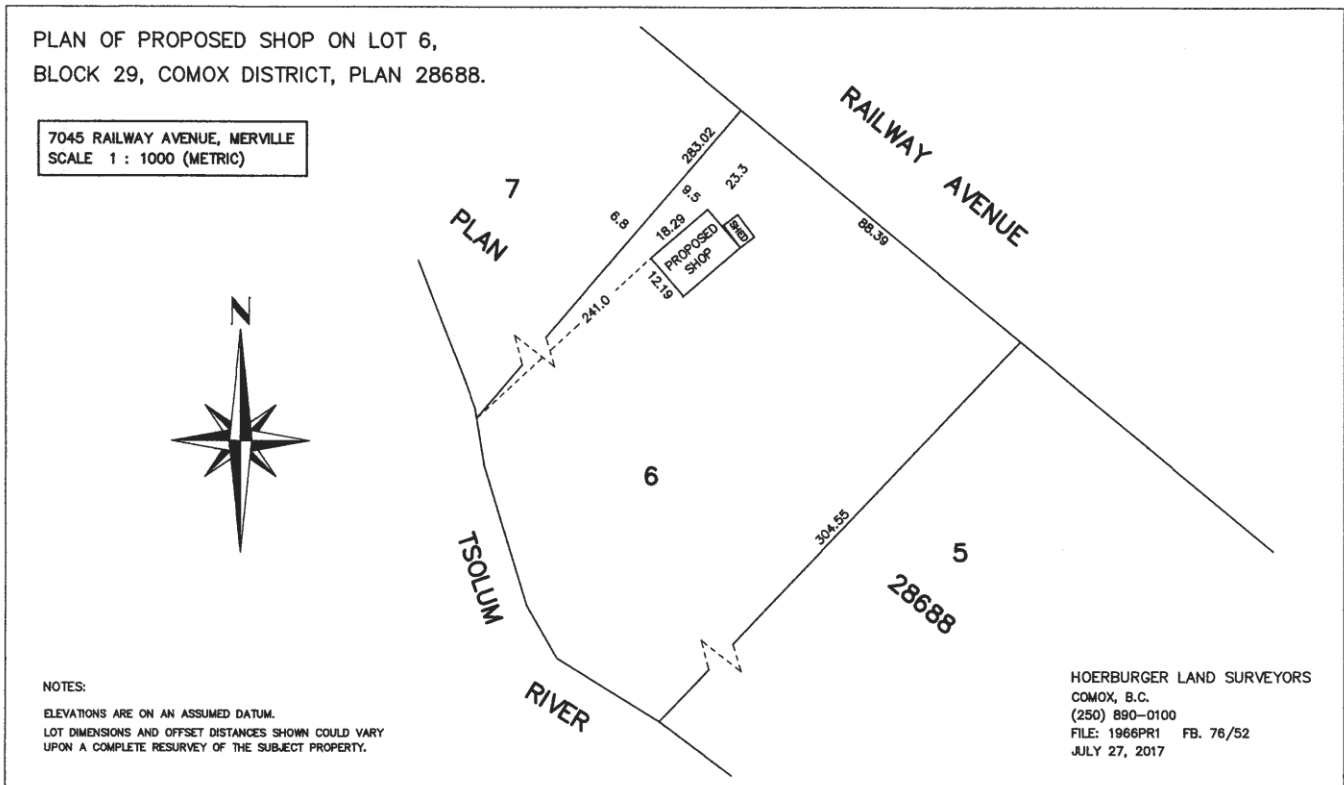 PLAN OF PROPOSED SHOP ON LOT 6,
BLOCK 29, COMOX DISTRICT, PLAN 28688.
7045 RAILWAY AVENUE, MERVILLE
SCALE 1 : 1000 (METRIC)
RAILWAY AVENUE
7
PLAN
283.02
23.3
9.5
6.8
18.29
SHED
PROPOSED
SHOP
12.19
88.39
241.0
N
6
304.55
5
28688
TSOLUM
RIVER
NOTES:
ELEVATIONS ARE ON AN ASSUMED DATUM.
LOT DIMENSIONS AND OFFSET DISTANCES SHOWN COULD VARY
UPON A COMPLETE RESURVEY OF THE SUBJECT PROPERTY.
HOERBURGER LAND SURVEYORS
COMOX, B.C.
(250) 890-0100
FILE: 1966PR1 FB. 76/52
JULY 27, 2017